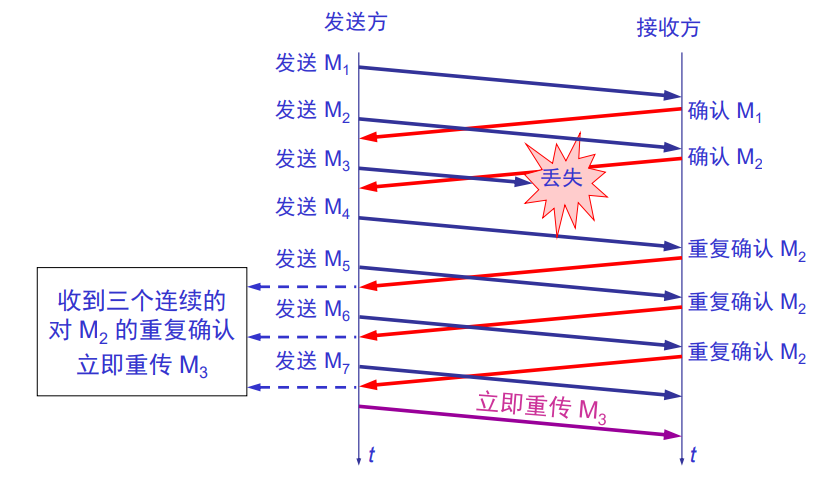 发送方
接收方
发送 M1
发送 M2
确认 M1
发送 M3
确认 M2
丢失
发送 M4
发送 M5
重复确认 M2
收到三个连续的
对 M2 的重复确认
立即重传 M3
发送 M6
重复确认 M2
发送 M7
重复确认 M2
立即重传 M3
t
t